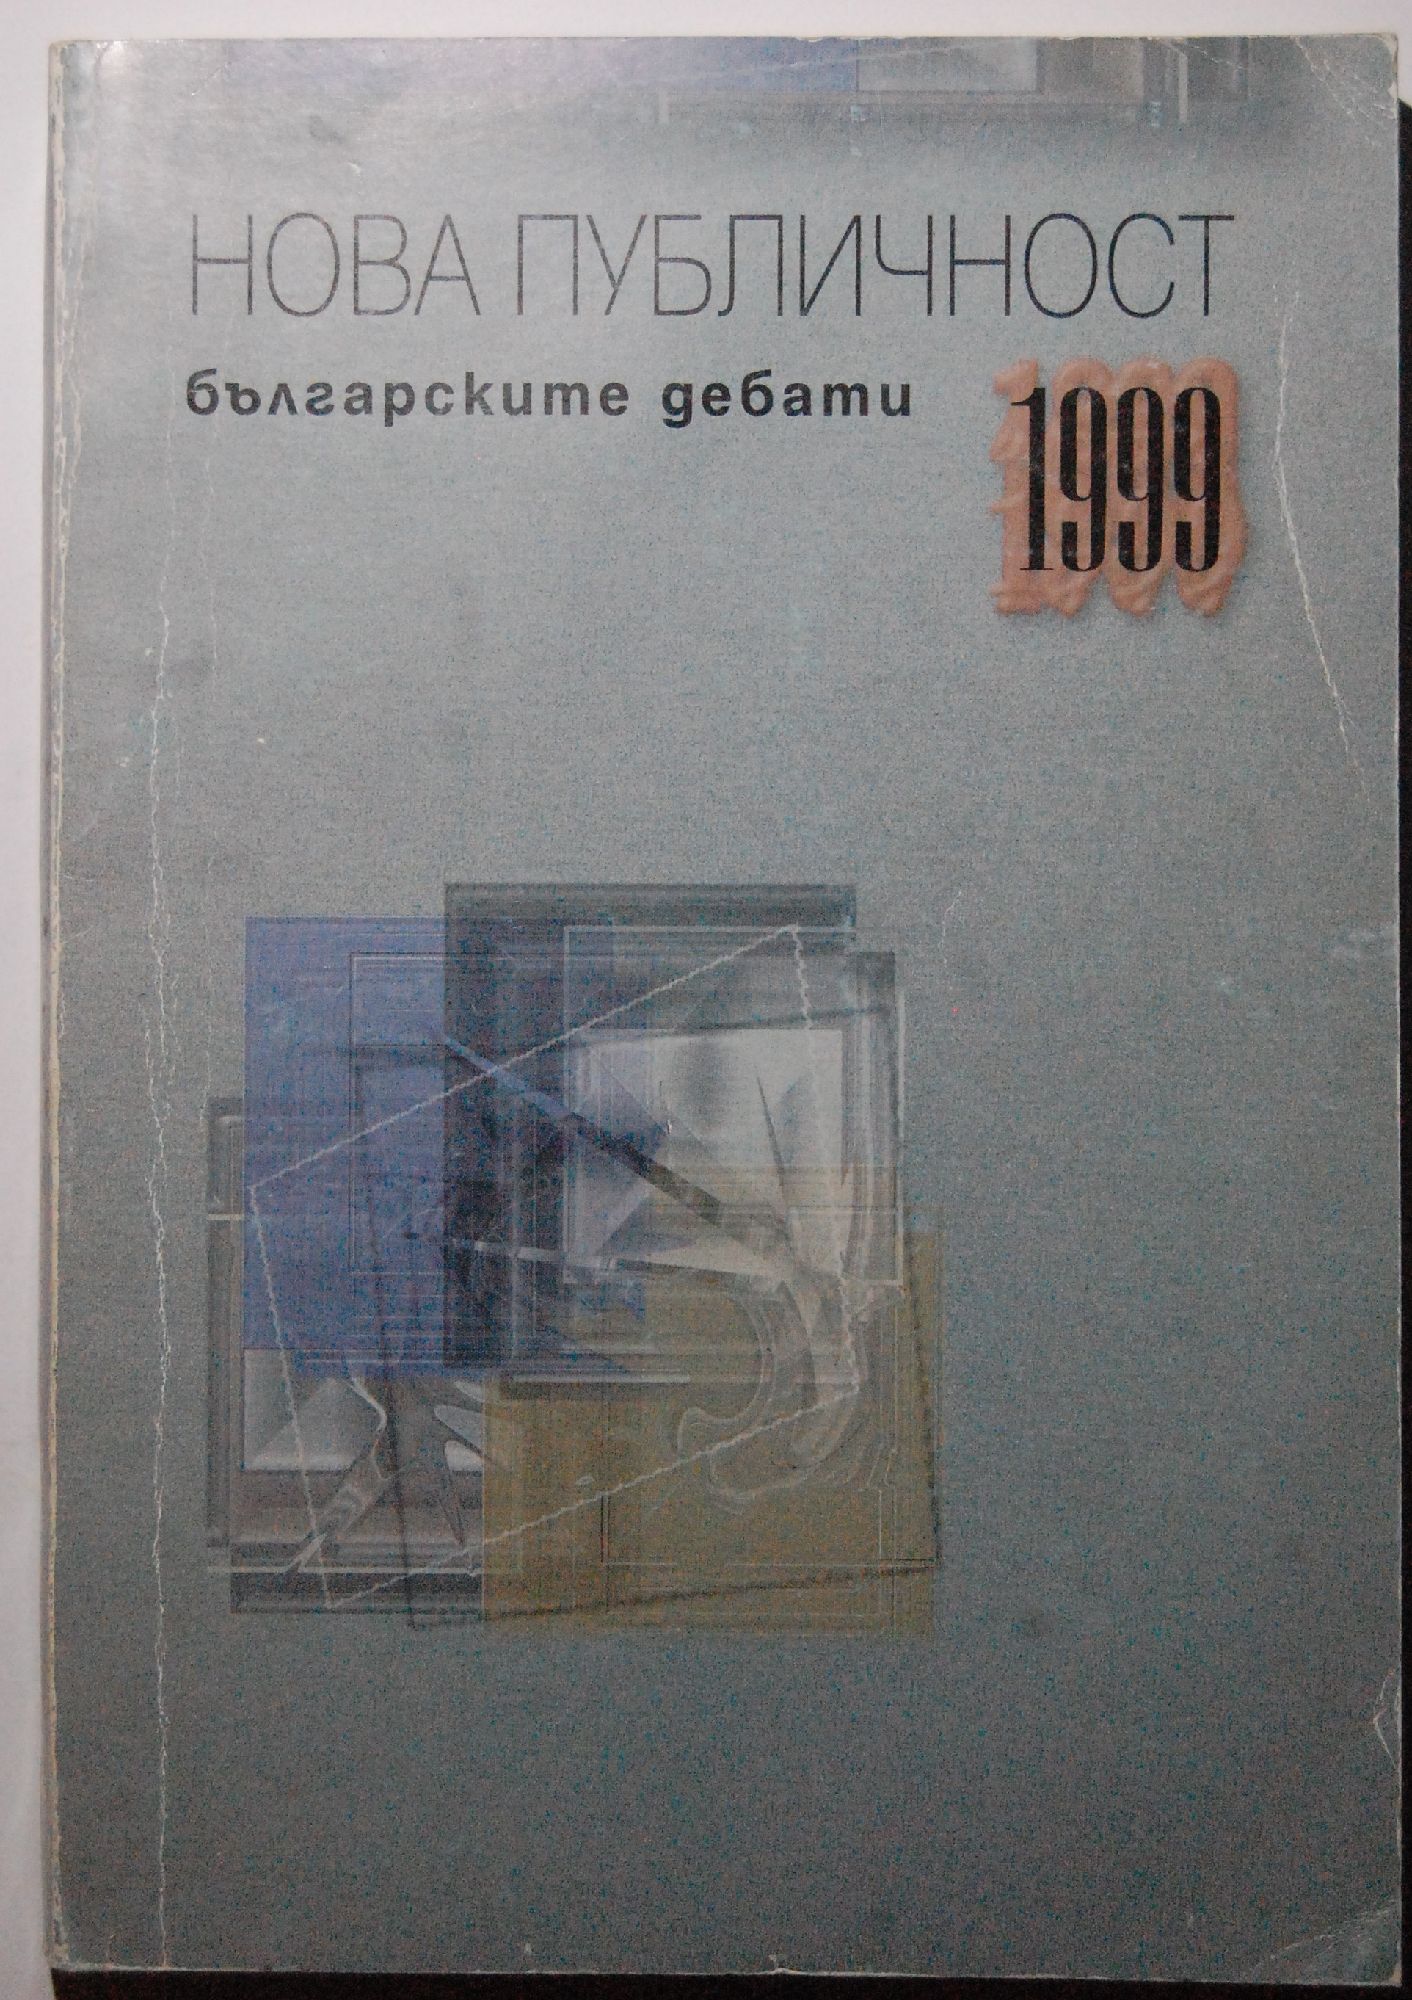 НОВА ПУБЛИЧНОСТ
българските дебати
1999